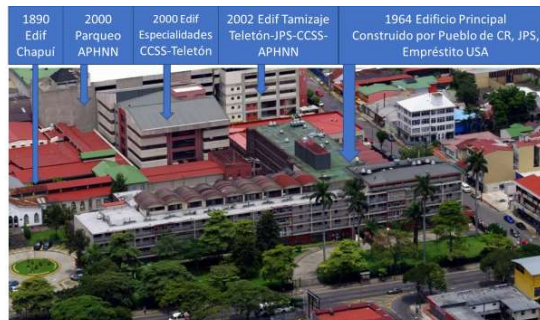 1890
Edif
Chapuí
2000
Parqueo
APHNN
2000 Edif
Especialidades
CCSS-Teletón
2002 Edif Tamizaje
Teletón-JPS-CCSS-
APHNN
1964 Edificio Principal
Construido por Pueblo de CR, JPS,
Empréstito USA